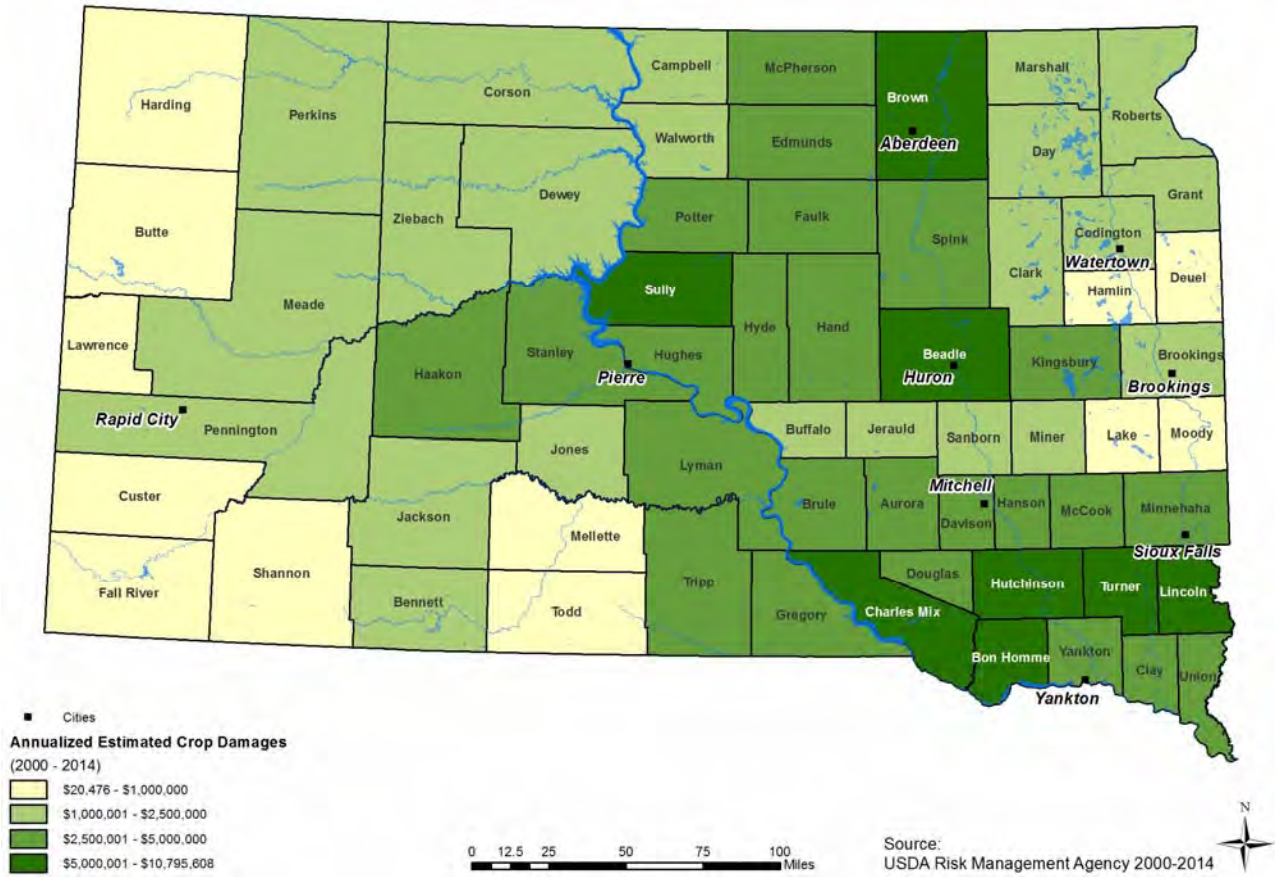 Harding
Perkins
Corson
Campbell
McPherson
Brown
Aberdeen
Marshall
Roberts
Walworth
Edmunds
Day
Butte
Ziebach
Dewey
Potter
Faulk
Spink
Grant
Codington
Watertown
Clark
Hamlin
Deuel
Meade
Sully
Hyde
Hand
Lawrence
Haakon
Stanley
Hughes
Pierre
Beadle
Huron
Kingsbury
Brookings
Brookings
Rapid City
Pennington
Jones
Lyman
Buffalo
Jerauld
Sanborn
Miner
Lake
Moody
Custer
Jackson
Mellette
Brule
Aurora
Mitchell
Davison
Hanson
McCook
Minnehaha
Sioux Falls
Fall River
Shannon
Bennett
Todd
Tripp
Gregory
Charles Mix
Douglas
Hutchinson
Turner
Lincoln
Bon Homme
Yankton
Clay
Union
Yankton
Cities
Annualized Estimated Crop Damages
(2000 - 2014)
$20,476 - $1,000,000
$1,000,001 - $2,500,000
$2,500,001 - $5,000,000
$5,000,001 - $10,795,608
0 12.5 25 50 75 100
Miles
Source:
USDA Risk Management Agency 2000-2014
N